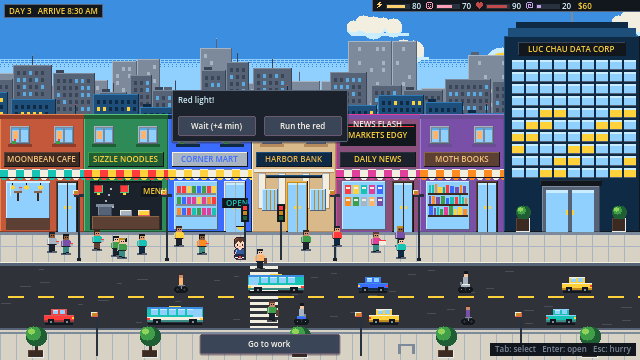 DAY 3 ARRIVE 8:30 AM
80 70 90 20 $60
LUC CHAU DATA CORP
Red light!
Wait (+4 min) Run the red
NEWS FLASH
MARKETS EDGY
MOONBEAN CAFE SIZZLE NOODLES CORNER MART HARBOR BANK DAILY NEWS MOTH BOOKS
MENU
OPEN
Go to work
Tab: select Enter: open Esc: hurry